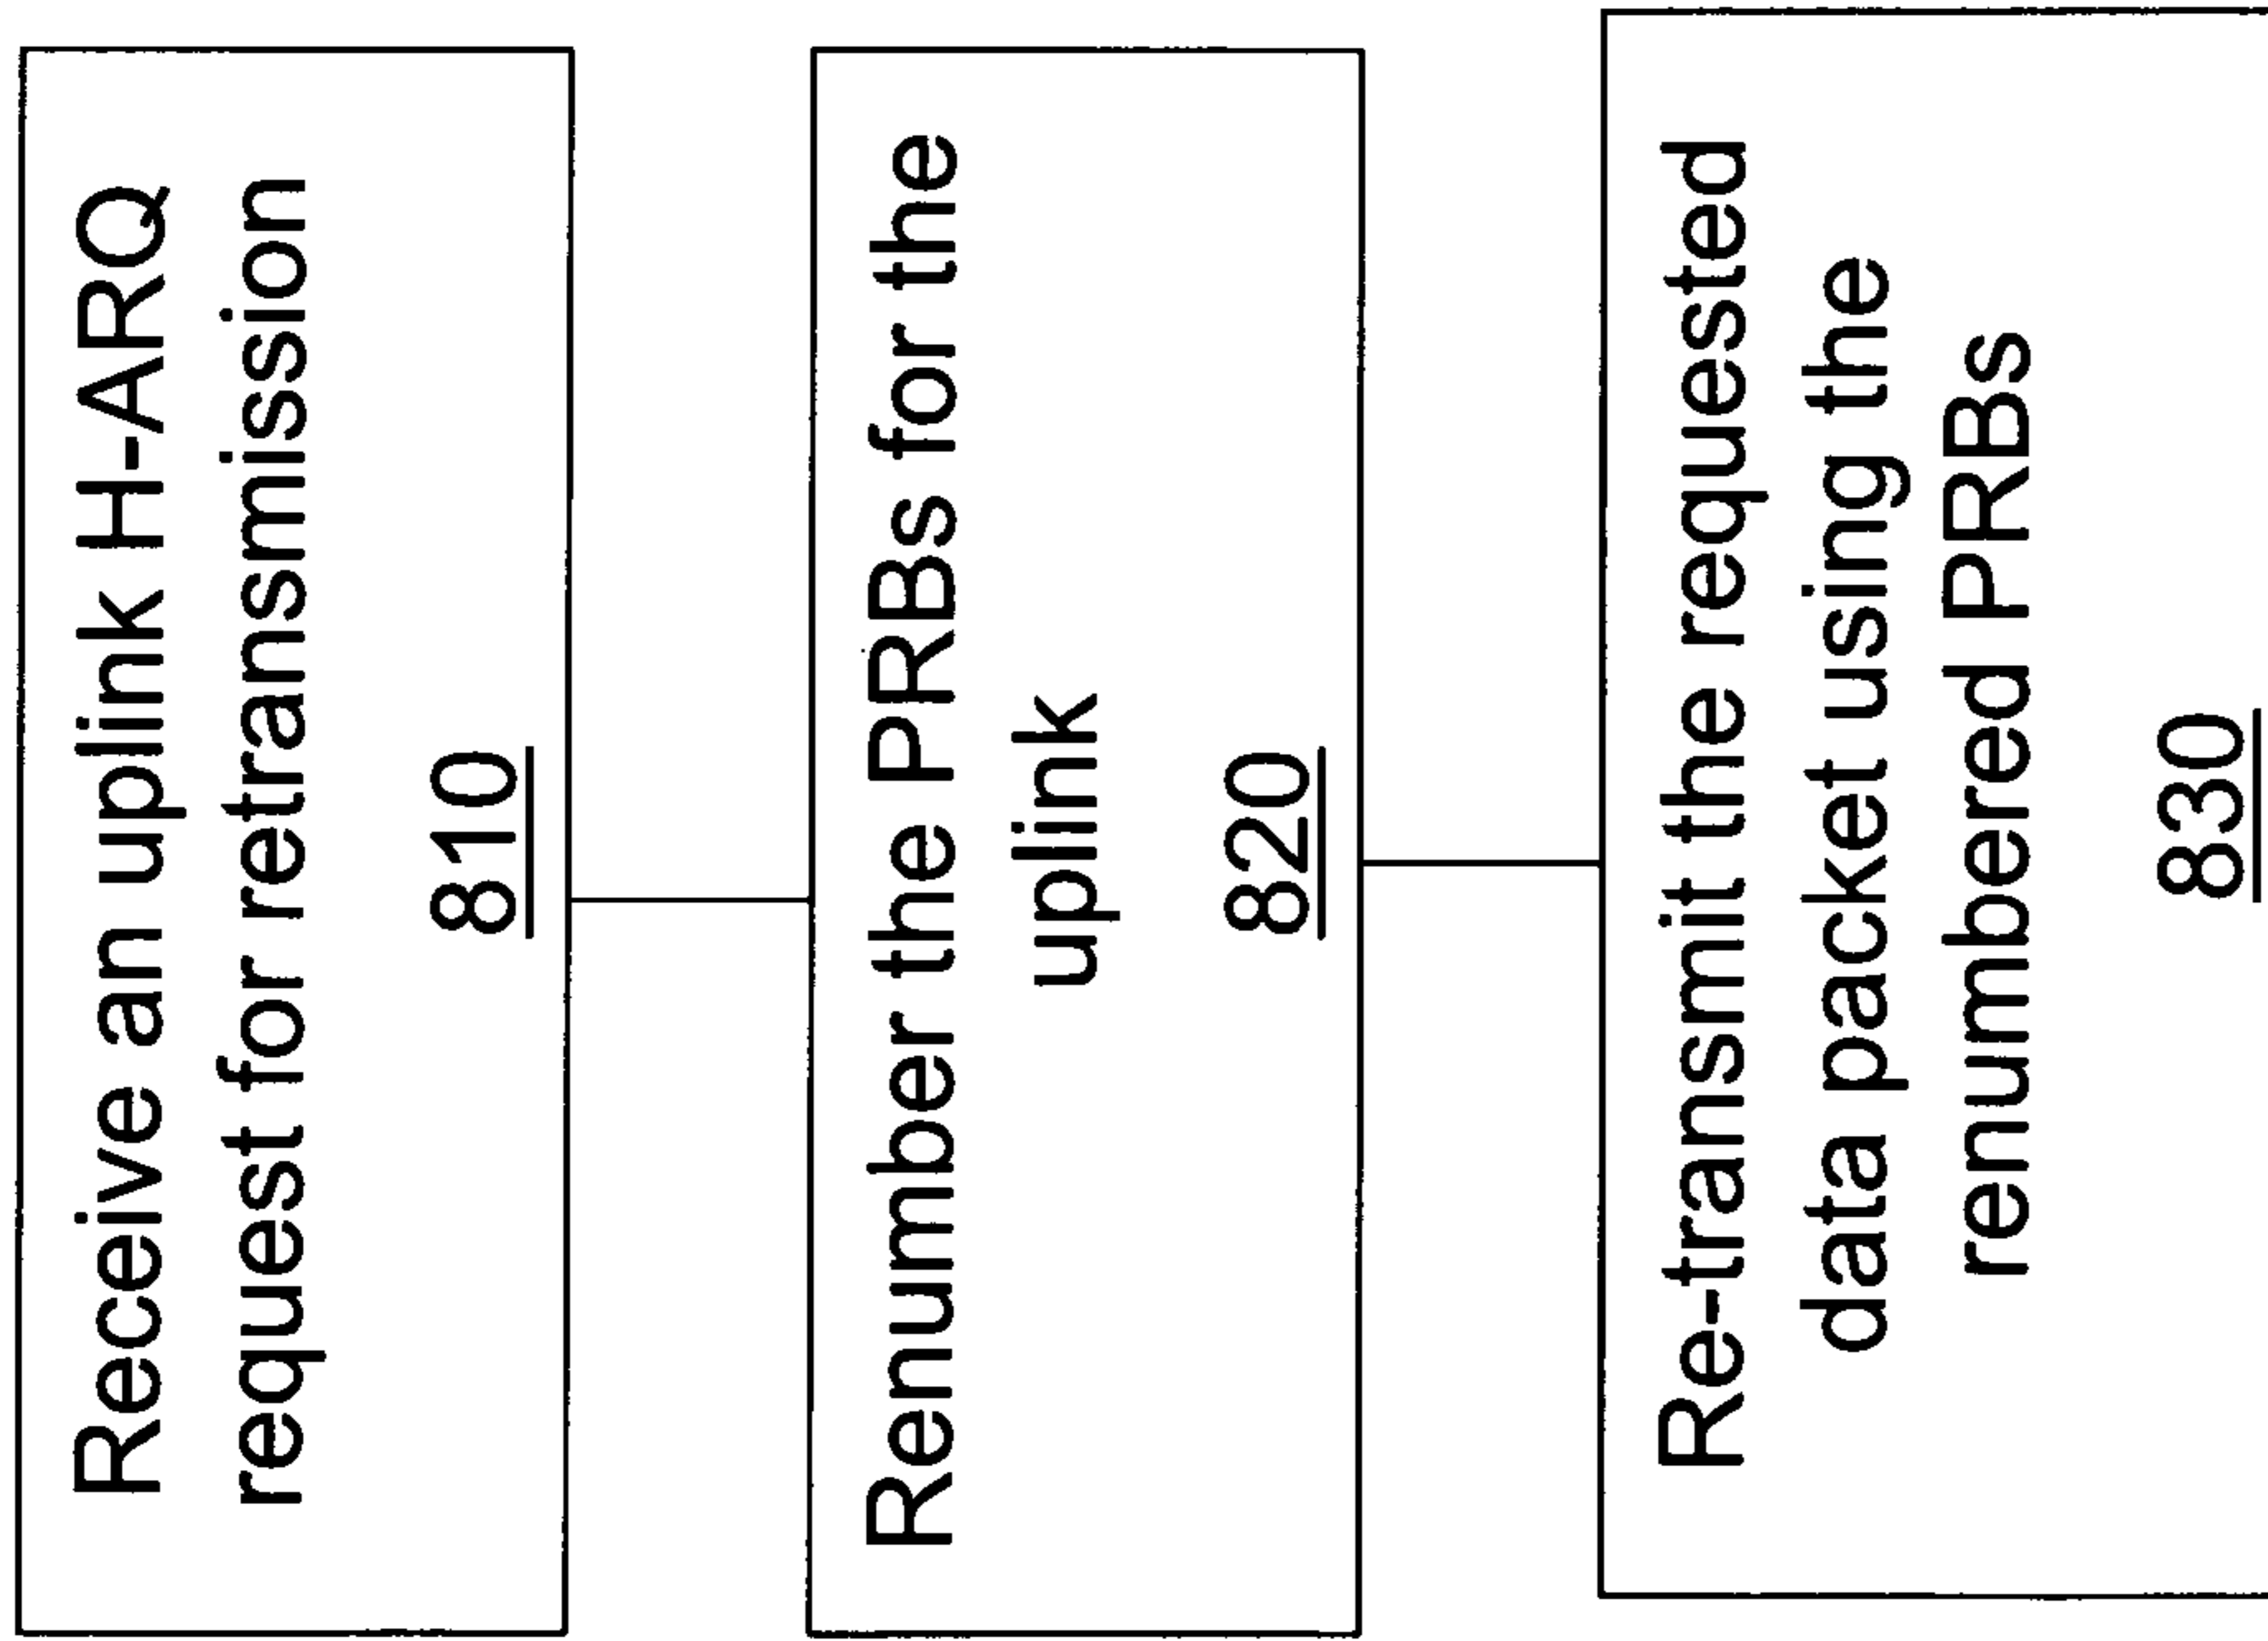 Receive an uplink H-ARQ
request for retransmission
810
Renumber the PRBs for the
uplink
820
Re-transmit the requested
data packet using the
renumbered PRBs
830